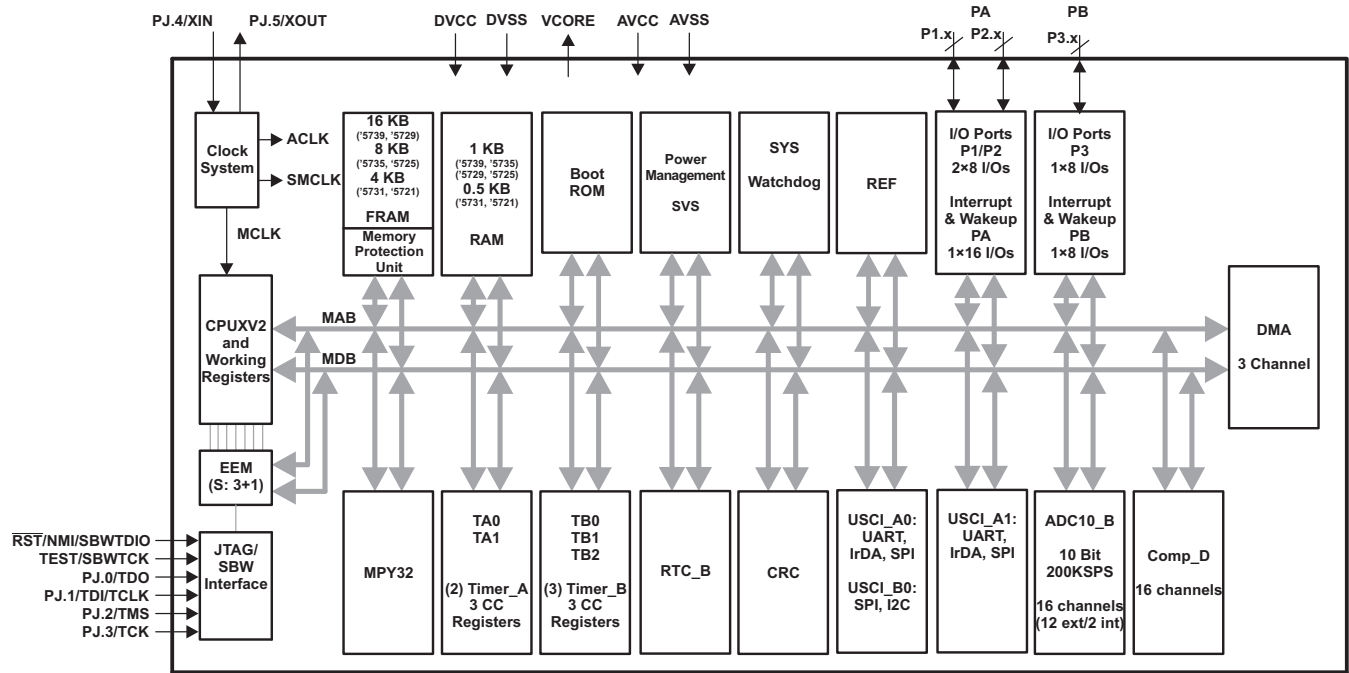 PJ.4/XIN
PJ.5/XOUT
DVCC
DVSS
VCORE
AVCC
AVSS
PA
P1.x
P2.x
PB
P3.x
Clock
System
ACLK
SMCLK
MCLK
16 KB
('5739, '5729)
8 KB
('5735, '5725)
4 KB
('5731, '5721)
FRAM
Memory
Protection
Unit
1 KB
('5739, '5735)
('5729, '5725)
0.5 KB
('5731, '5721)
RAM
Boot
ROM
Power
Management
SVS
SYS
Watchdog
REF
I/O Ports
P1/P2
2×8 I/Os
Interrupt
& Wakeup
PA
1×16 I/Os
I/O Ports
P3
1×8 I/Os
Interrupt
& Wakeup
PB
1×8 I/Os
CPUXV2
and
Working
Registers
MAB
MDB
DMA
3 Channel
EEM
(S: 3+1)
RST/NMI/SBWTDIO
TEST/SBWTCK
PJ.0/TDO
PJ.1/TDI/TCLK
PJ.2/TMS
PJ.3/TCK
JTAG/
SBW
Interface
MPY32
TA0
TA1
(2) Timer_A
3 CC
Registers
TB0
TB1
TB2
(3) Timer_B
3 CC
Registers
RTC_B
CRC
USCI_A0:
UART,
IrDA, SPI
USCI_B0:
SPI, I2C
USCI_A1:
UART,
IrDA, SPI
ADC10_B
10 Bit
200KSPS
16 channels
(12 ext/2 int)
Comp_D
16 channels